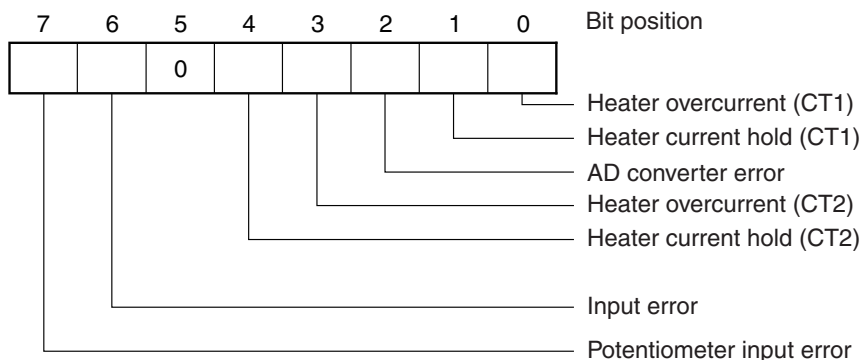 7 6 5 4 3 2 1 0 Bit position
0
Heater overcurrent (CT1)
Heater current hold (CT1)
AD converter error
Heater overcurrent (CT2)
Heater current hold (CT2)
Input error
Potentiometer input error